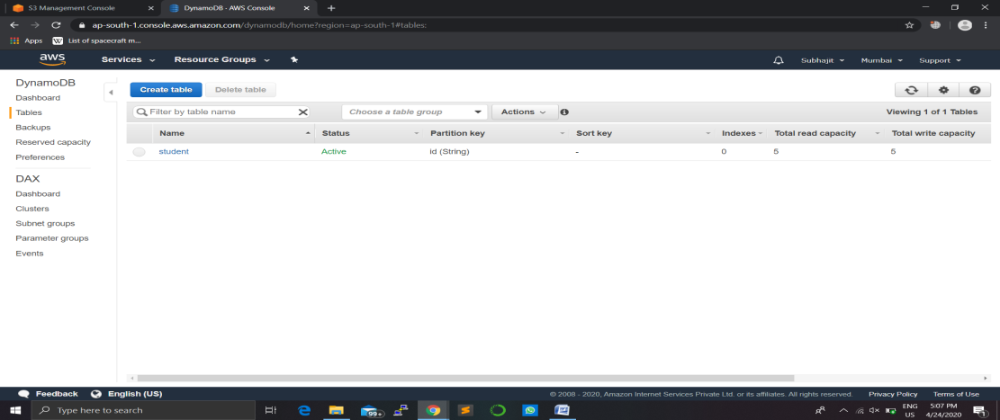 S3 Management Console
DynamoDB - AWS Console
ap-south-1.console.aws.amazon.com/dynamodb/home?region=ap-south-1#tables:
Apps W List of spacecraft m...
aws Services Resource Groups Subhajit Mumbai Support
DynamoDB
Dashboard
Tables
Backups
Reserved capacity
Preferences
DAX
Dashboard
Clusters
Subnet groups
Parameter groups
Events
Create table Delete table
Filter by table name Choose a table group Actions Viewing 1 of 1 Tables
Name Status Partition key Sort key Indexes Total read capacity Total write capacity
student Active id (String) - 0 5 5
Feedback English (US) © 2008 - 2020, Amazon Internet Services Private Ltd. or its affiliates. All rights reserved. Privacy Policy Terms of Use
Type here to search 99+ ENG 5:07 PM
US 4/24/2020 1